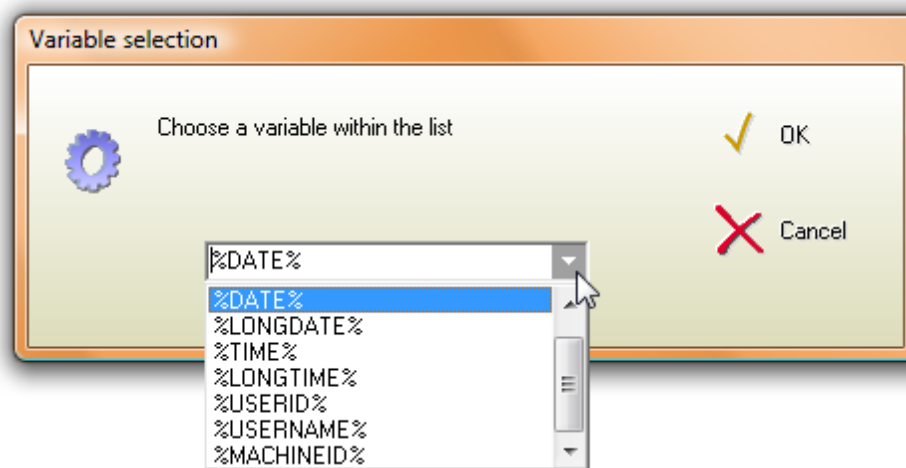 Variable selection
Choose a variable within the list
OK
Cancel
%DATE%
%DATE%
%LONGDATE%
%TIME%
%LONGTIME%
%USERID%
%USERNAME%
%MACHINEID%